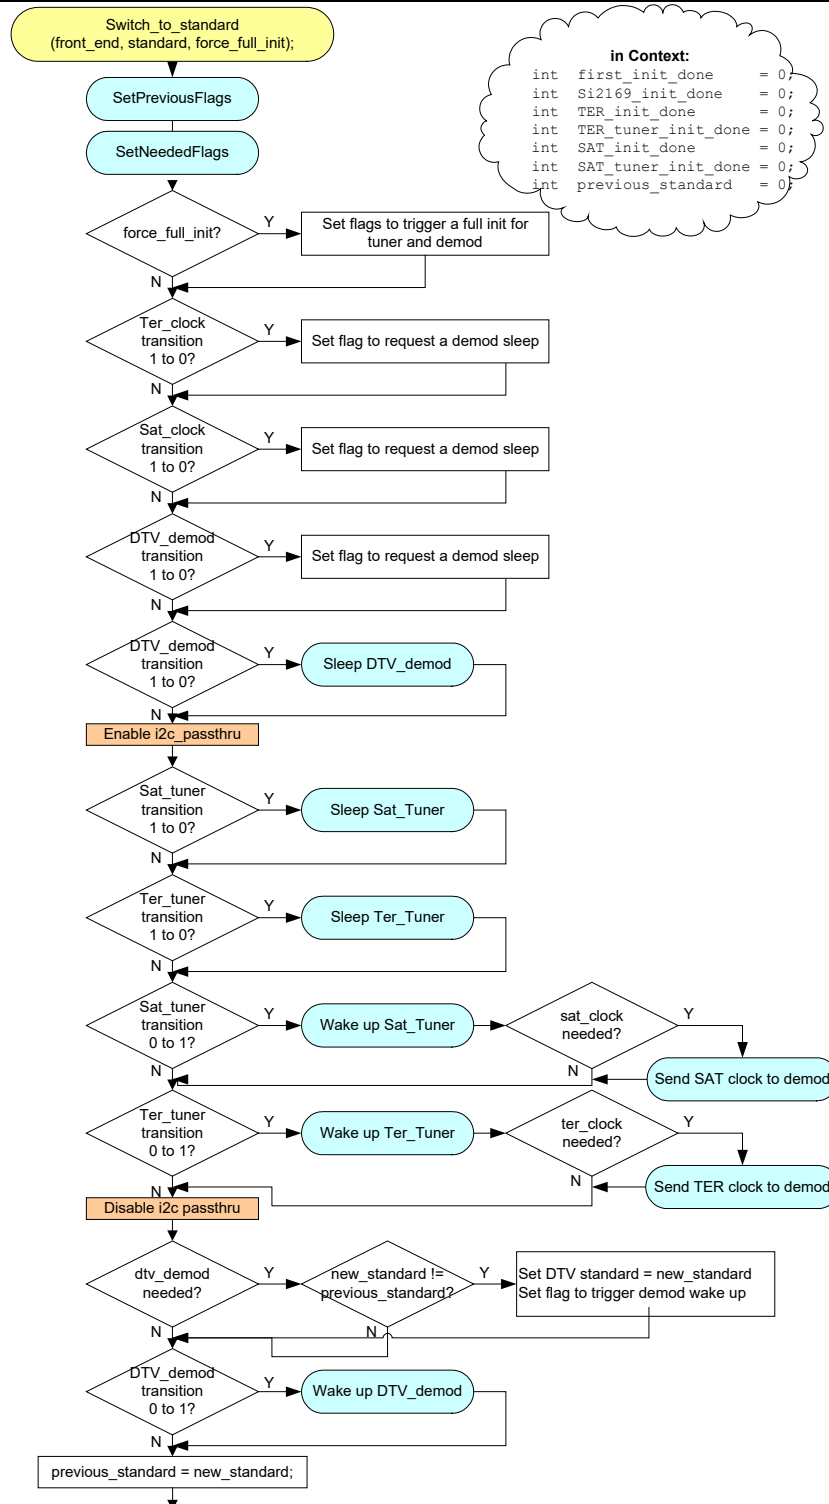 Switch_to_standard
(front_end, standard, force_full_init);
in Context:
int first_init_done = 0;
int Si2169_init_done = 0;
int TER_init_done = 0;
int TER_tuner_init_done = 0;
int SAT_init_done = 0;
int SAT_tuner_init_done = 0;
int previous_standard = 0;
SetPreviousFlags
SetNeededFlags
force_full_init?
Y
Set flags to trigger a full init for
tuner and demod
N
Ter_clock
transition
1 to 0?
Y
Set flag to request a demod sleep
N
Sat_clock
transition
1 to 0?
Y
Set flag to request a demod sleep
N
DTV_demod
transition
1 to 0?
Y
Set flag to request a demod sleep
N
DTV_demod
transition
1 to 0?
Y
Sleep DTV_demod
N
Enable i2c_passthru
Sat_tuner
transition
1 to 0?
Y
Sleep Sat_Tuner
N
Ter_tuner
transition
1 to 0?
Y
Sleep Ter_Tuner
N
Sat_tuner
transition
0 to 1?
Y
Wake up Sat_Tuner
sat_clock
needed?
Y
N
N
Send SAT clock to demod
Ter_tuner
transition
0 to 1?
Y
Wake up Ter_Tuner
ter_clock
needed?
Y
N
N
Send TER clock to demod
Disable i2c passthru
dtv_demod
needed?
Y
new_standard !=
previous_standard?
Y
Set DTV standard = new_standard
Set flag to trigger demod wake up
N
N
DTV_demod
transition
0 to 1?
Y
Wake up DTV_demod
N
previous_standard = new_standard;